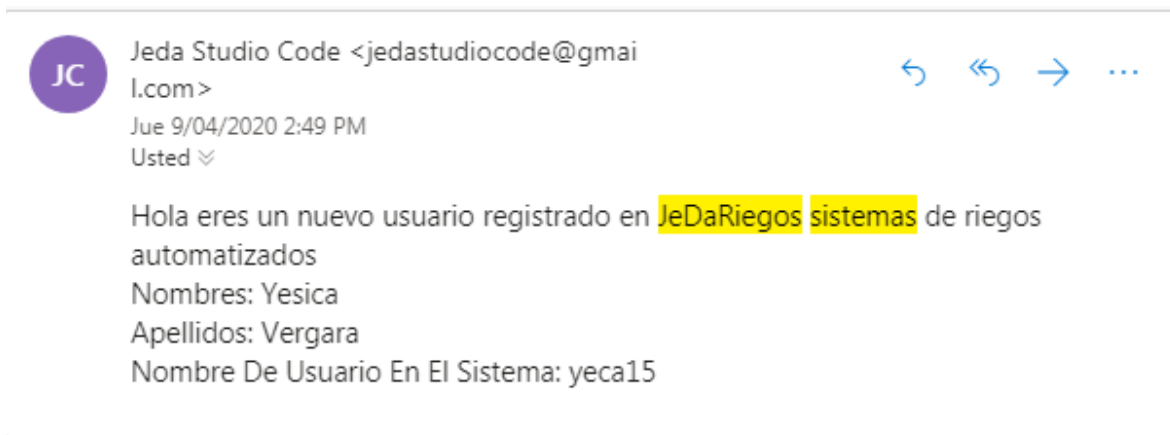 JC
Jeda Studio Code <jedastudiocode@gmai
l.com>
Jue 9/04/2020 2:49 PM
Usted
Hola eres un nuevo usuario registrado en JeDaRiegos sistemas de riegos
automatizados
Nombres: Yesica
Apellidos: Vergara
Nombre De Usuario En El Sistema: yeca15